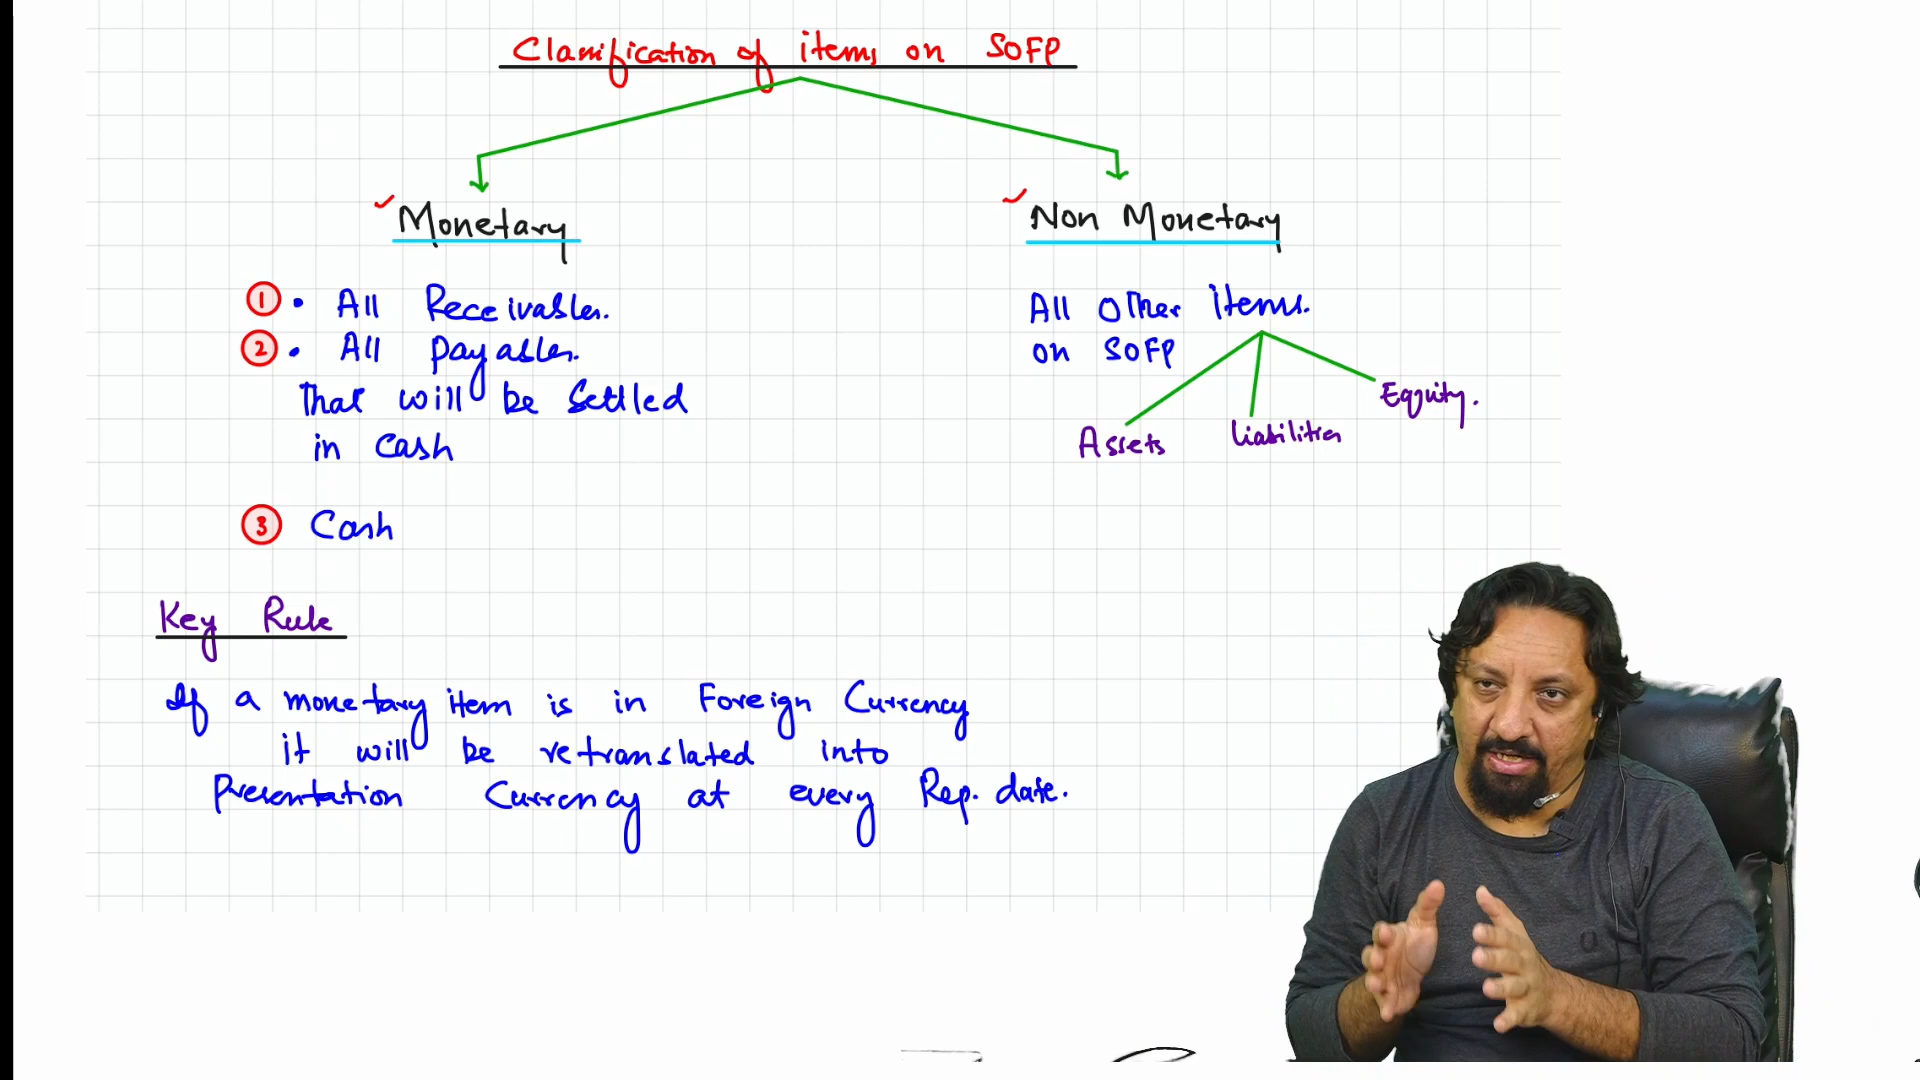 Classification of items on SOFP
Monetary
Non Monetary
1 • All Receivables.
2 • All payables.
That will be settled
in cash
3 Cash
All other items.
on SOFP
Assets
Liabilities
Equity.
Key Rule
If a monetary item is in Foreign Currency
it will be retranslated into
Presentation Currency at every Rep. date.